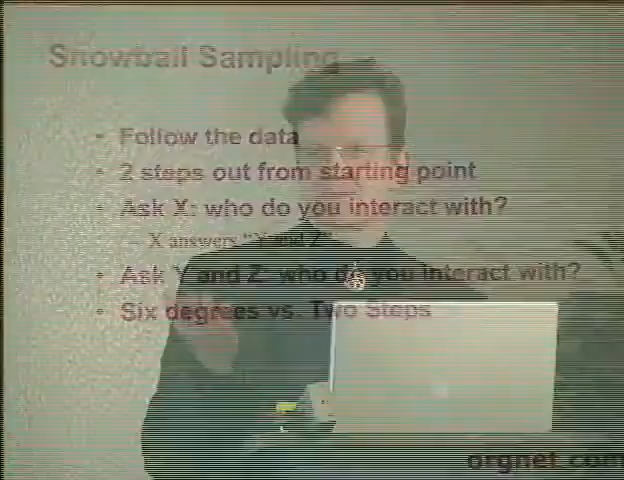 Snowball Sampling
• Follow the data
• 2 steps out from starting point
• Ask X: who do you interact with?
– X answers "Y and Z"
• Ask Y and Z: who do you interact with?
• Six degrees vs. Two Steps
orgnet.com